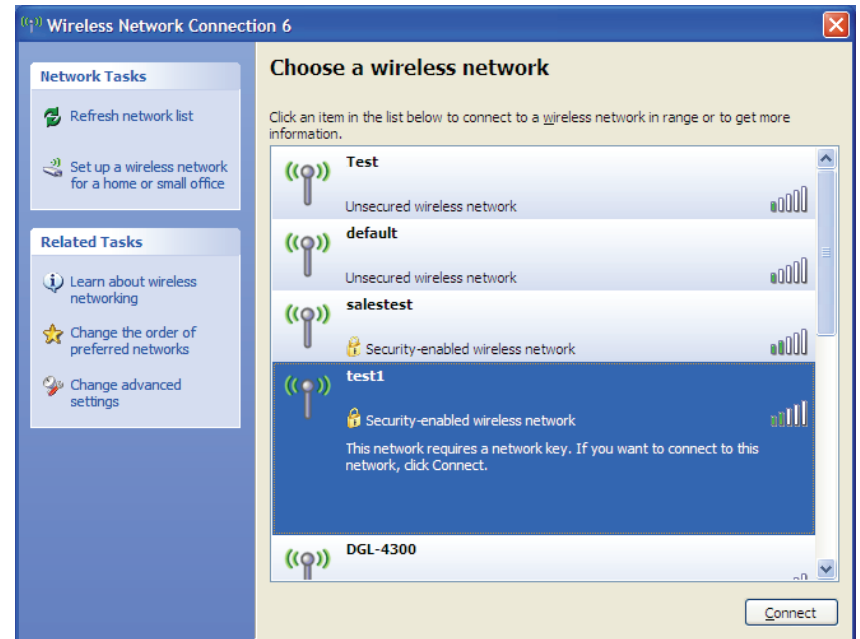 Wireless Network Connection 6
Network Tasks
Refresh network list
Set up a wireless network
for a home or small office
Related Tasks
Learn about wireless
networking
Change the order of
preferred networks
Change advanced
settings
Choose a wireless network
Click an item in the list below to connect to a wireless network in range or to get more
information.
Test
Unsecured wireless network
default
Unsecured wireless network
salestest
Security-enabled wireless network
test1
Security-enabled wireless network
This network requires a network key. If you want to connect to this
network, click Connect.
DGL-4300
Connect